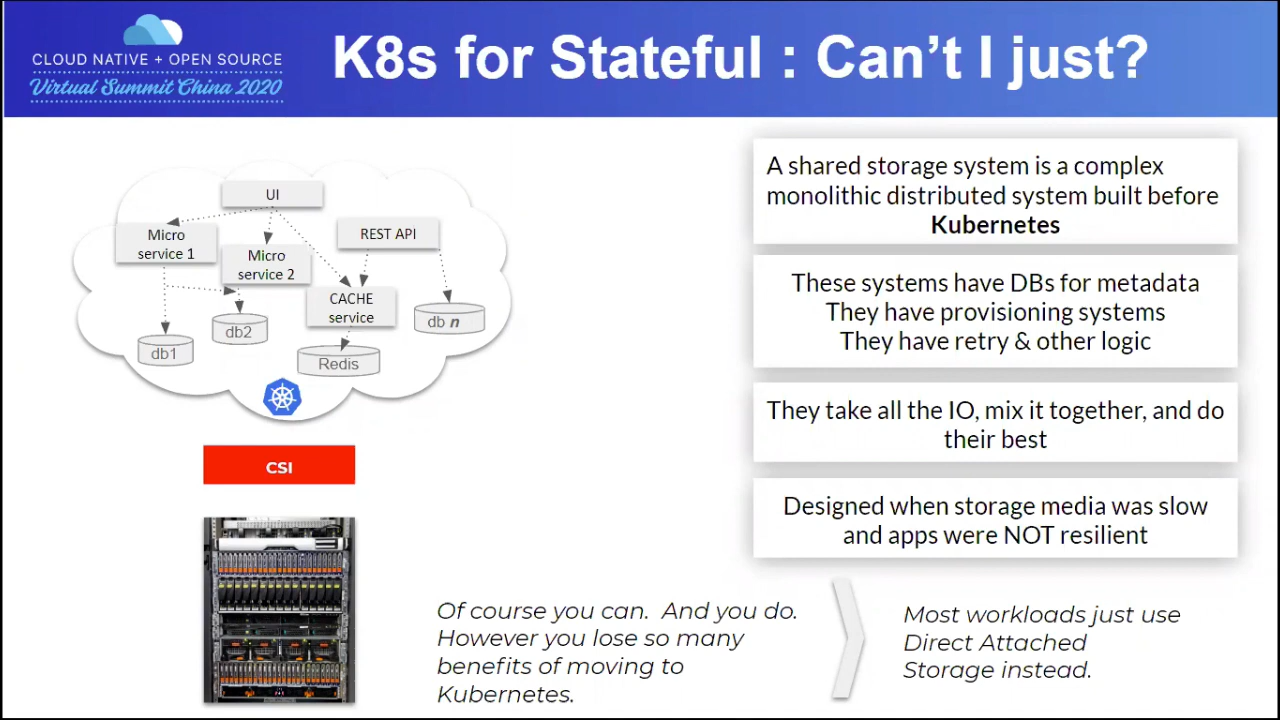 CLOUD NATIVE + OPEN SOURCE
Virtual Summit China 2020
K8s for Stateful : Can't I just?
UI
Micro
service 1
Micro
service 2
REST API
CACHE
service
db1
db2
Redis
db n
CSI
A shared storage system is a complex
monolithic distributed system built before
Kubernetes
These systems have DBs for metadata
They have provisioning systems
They have retry & other logic
They take all the IO, mix it together, and do
their best
Designed when storage media was slow
and apps were NOT resilient
Of course you can. And you do.
However you lose so many
benefits of moving to
Kubernetes.
Most workloads just use
Direct Attached
Storage instead.